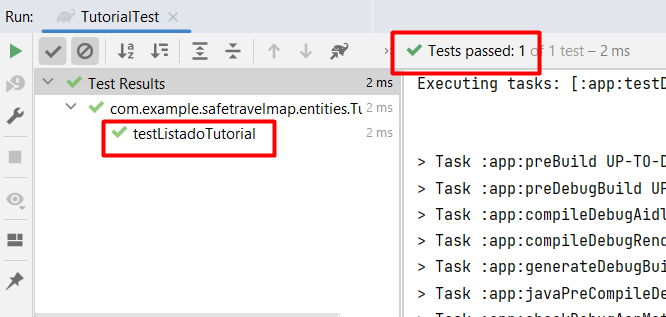 Run: TutorialTest
Tests passed: 1 of 1 test – 2 ms
Test Results 2 ms
com.example.safetravelmap.entities.Tu 2 ms
testListadoTutorial 2 ms
Executing tasks: [:app:testD
> Task :app:preBuild UP-TO-D
> Task :app:preDebugBuild UP
> Task :app:compileDebugAidl
> Task :app:compileDebugRend
> Task :app:generateDebugBui
> Task :app:javaPreCompileDe
> Task :app:checkDebugAarMet